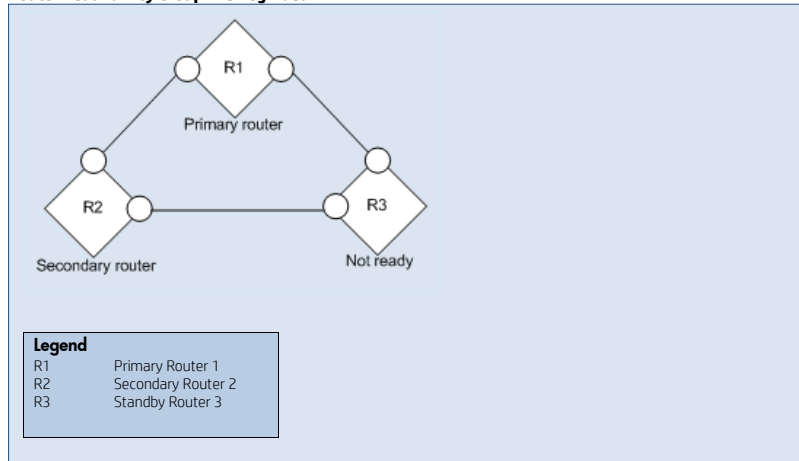 R1
Primary router
R2
R3
Secondary router
Not ready
Legend
R1 Primary Router 1
R2 Secondary Router 2
R3 Standby Router 3